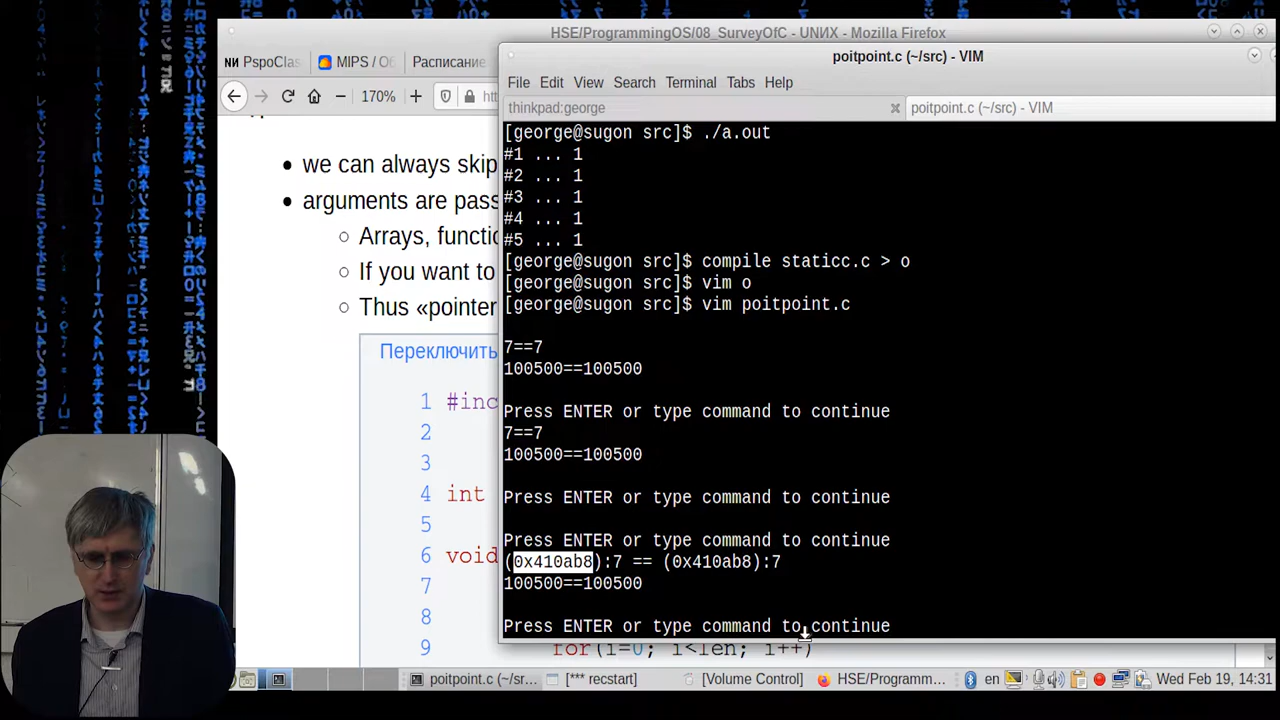 HSE/ProgrammingOS/08_SurveyOfC - UNИX - Mozilla Firefox
PspoClas
MIPS / Об
Расписание
170%
we can always skip
arguments are pass
Arrays, functio
If you want to
Thus «pointer
Переключить
1 #inc
2
3
4 int
5
6 void
7
8
9 for(i=0; i<len; i++)
poitpoint.c (~/src) - VIM
File Edit View Search Terminal Tabs Help
thinkpad:george
poitpoint.c (~/src) - VIM
[george@sugon src]$ ./a.out
#1 ... 1
#2 ... 1
#3 ... 1
#4 ... 1
#5 ... 1
[george@sugon src]$ compile staticc.c > o
[george@sugon src]$ vim o
[george@sugon src]$ vim poitpoint.c
7==7
100500==100500
Press ENTER or type command to continue
7==7
100500==100500
Press ENTER or type command to continue
Press ENTER or type command to continue
(0x410ab8):7 == (0x410ab8):7
100500==100500
Press ENTER or type command to continue
poitpoint.c (~/sr...
[*** recstart]
[Volume Control]
HSE/Programm...
en
Wed Feb 19, 14:31